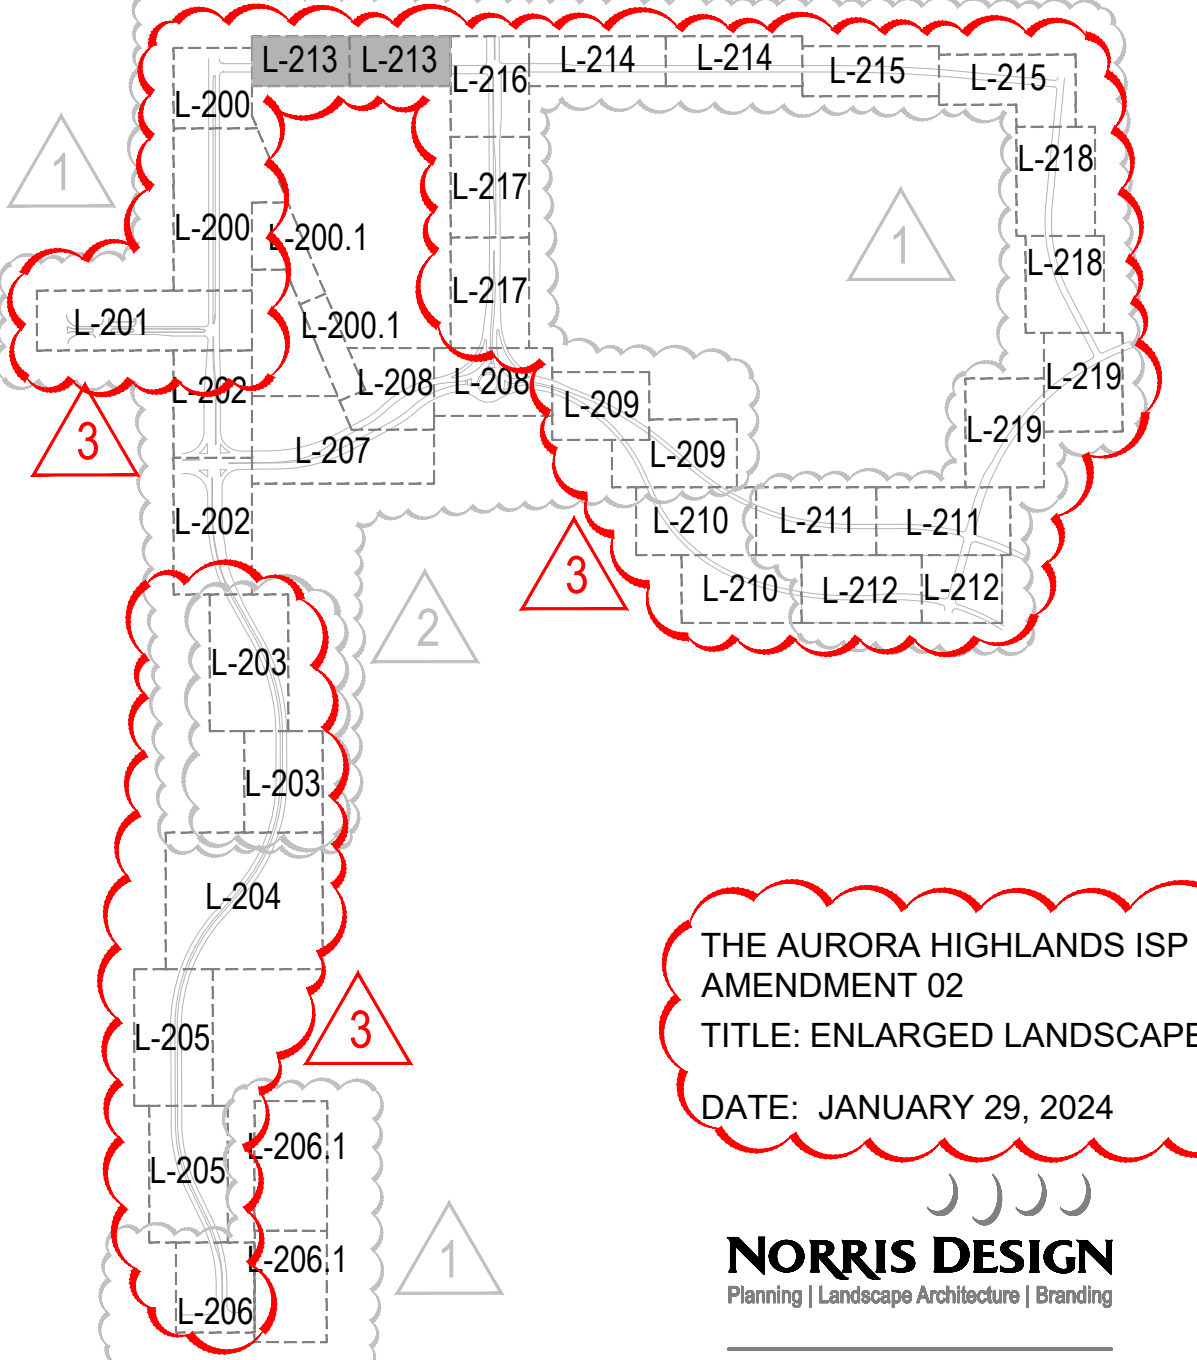 L-213
L-213
L-216
L-214
L-214
L-215
L-215
L-200
1
L-218
L-217
L-200
L-200.1
1
L-218
L-217
L-201
L-200.1
L-202
L-208
L-208
L-219
L-209
3
L-207
L-209
L-219
L-202
L-210
L-211
L-211
3
L-210
L-212
L-212
2
L-203
L-203
L-204
THE AURORA HIGHLANDS ISP
AMENDMENT 02
TITLE: ENLARGED LANDSCAPE
L-205
3
DATE: JANUARY 29, 2024
L-205
L-206.1
L-206.1
1
L-206
NORRIS DESIGN
Planning | Landscape Architecture | Branding